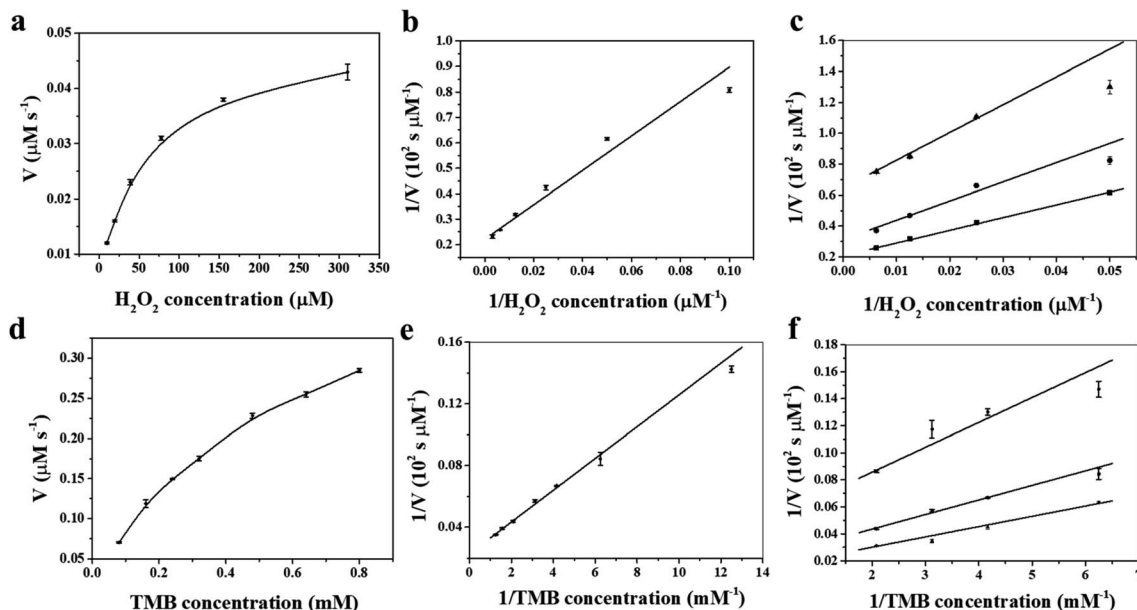 a
0.05
0.04
0.03
0.02
0.01
0 50 100 150 200 250 300 350
V (μM s⁻¹)
H₂O₂ concentration (μM)
b
1.0
0.9
0.8
0.7
0.6
0.5
0.4
0.3
0.2
0.00 0.02 0.04 0.06 0.08 0.10
1/V (10² s μM⁻¹)
1/H₂O₂ concentration (μM⁻¹)
c
1.6
1.4
1.2
1.0
0.8
0.6
0.4
0.2
0.00 0.01 0.02 0.03 0.04 0.05
1/V (10² s μM⁻¹)
1/H₂O₂ concentration (μM⁻¹)
d
0.30
0.25
0.20
0.15
0.10
0.05
0.0 0.2 0.4 0.6 0.8
V (μM s⁻¹)
TMB concentration (mM)
e
0.16
0.12
0.08
0.04
0 2 4 6 8 10 12 14
1/V (10² s μM⁻¹)
1/TMB concentration (mM⁻¹)
f
0.18
0.16
0.14
0.12
0.10
0.08
0.06
0.04
0.02
2 3 4 5 6 7
1/V (10² s μM⁻¹)
1/TMB concentration (mM⁻¹)